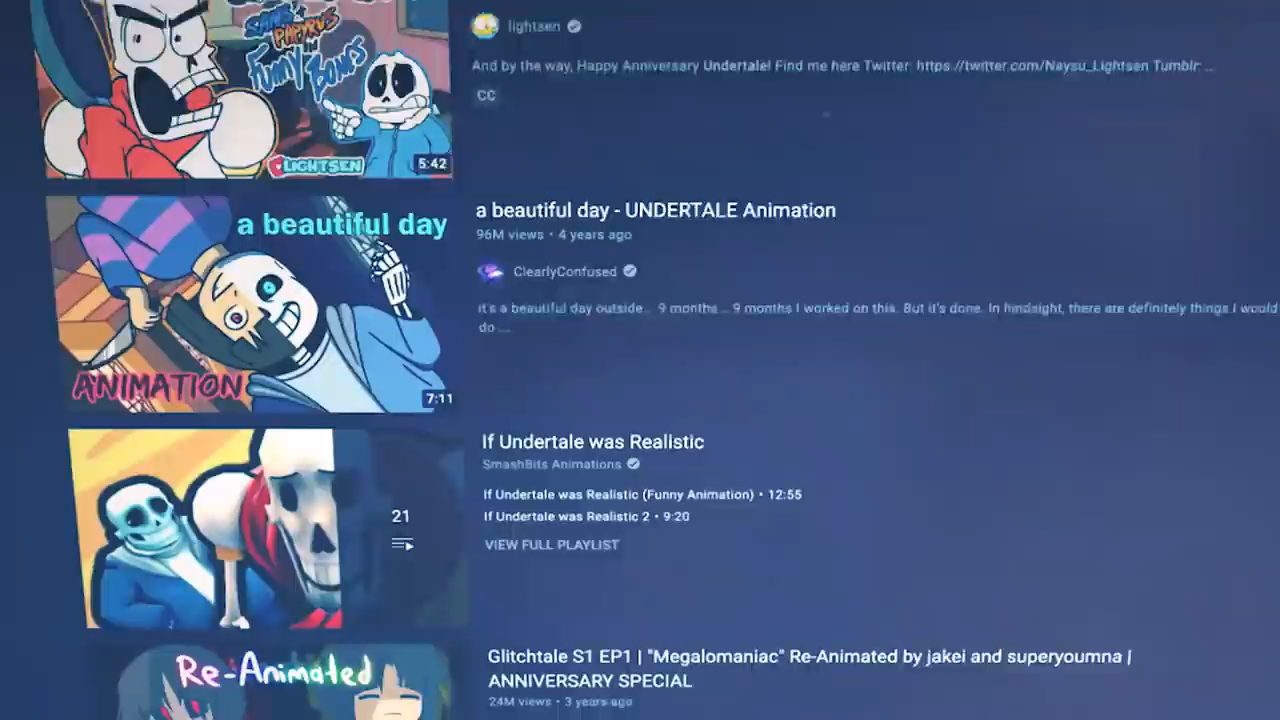 SANS & PAPYRUS
IN
Funny Bones
LIGHTSEN
5:42
lightsen
And by the way, Happy Anniversary Undertale! Find me here Twitter: https://twitter.com/Naysu_Lightsen Tumblr: ...
CC
a beautiful day
ANIMATION
7:11
a beautiful day - UNDERTALE Animation
96M views • 4 years ago
ClearlyConfused
it's a beautiful day outside... 9 months... 9 months I worked on this. But it's done. In hindsight, there are definitely things I would
do ...
21
If Undertale was Realistic
SmashBits Animations
If Undertale was Realistic (Funny Animation) • 12:55
If Undertale was Realistic 2 • 9:20
VIEW FULL PLAYLIST
Re-Animated
Glitchtale S1 EP1 | "Megalomaniac" Re-Animated by jakei and superyoumna |
ANNIVERSARY SPECIAL
24M views • 3 years ago